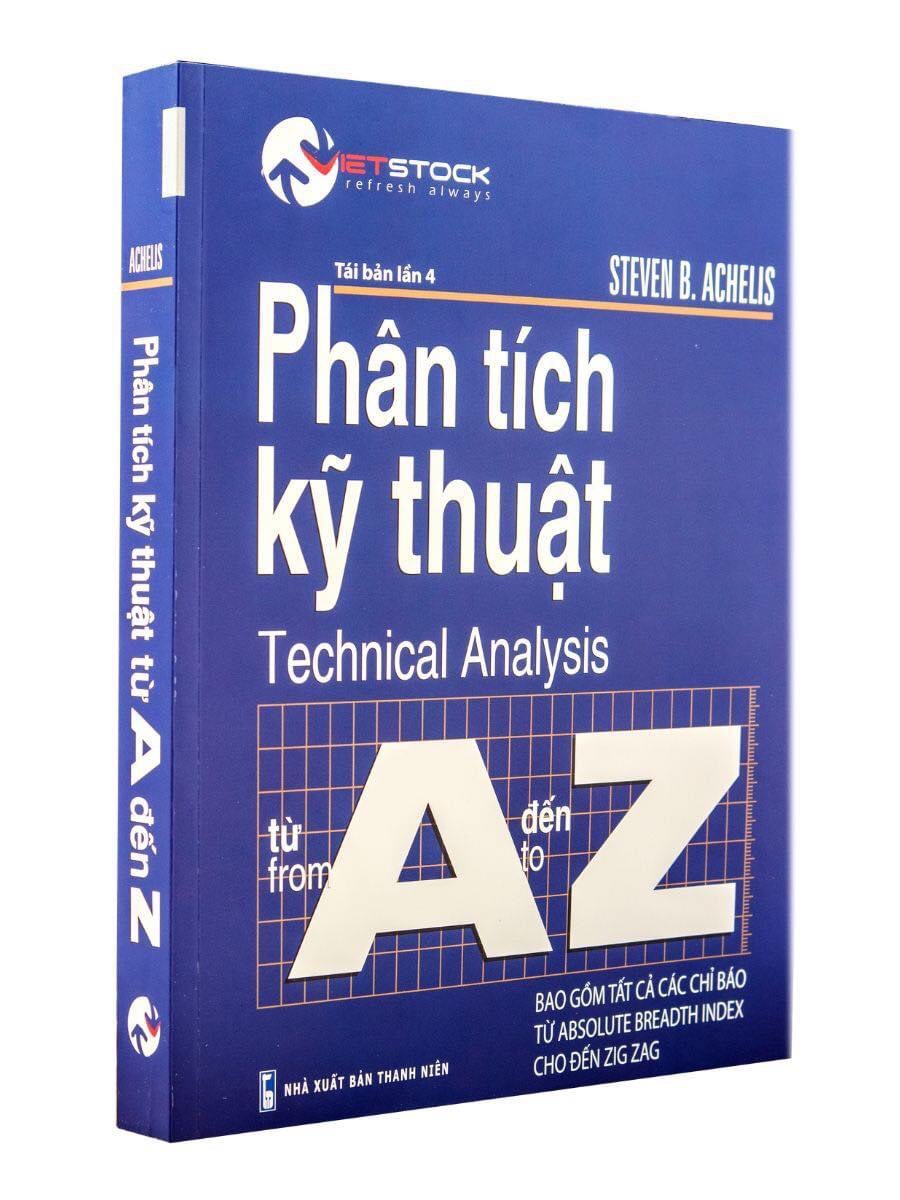 VIETSTOCK
refresh always
Tái bản lần 4
STEVEN B. ACHELIS
Phân tích
kỹ thuật
Technical Analysis
từ
from
A
đến
to
Z
BAO GỒM TẤT CẢ CÁC CHỈ BÁO
TỪ ABSOLUTE BREADTH INDEX
CHO ĐẾN ZIG ZAG
NHÀ XUẤT BẢN THANH NIÊN
ACHELIS
Phân tích kỹ thuật từ A đến Z